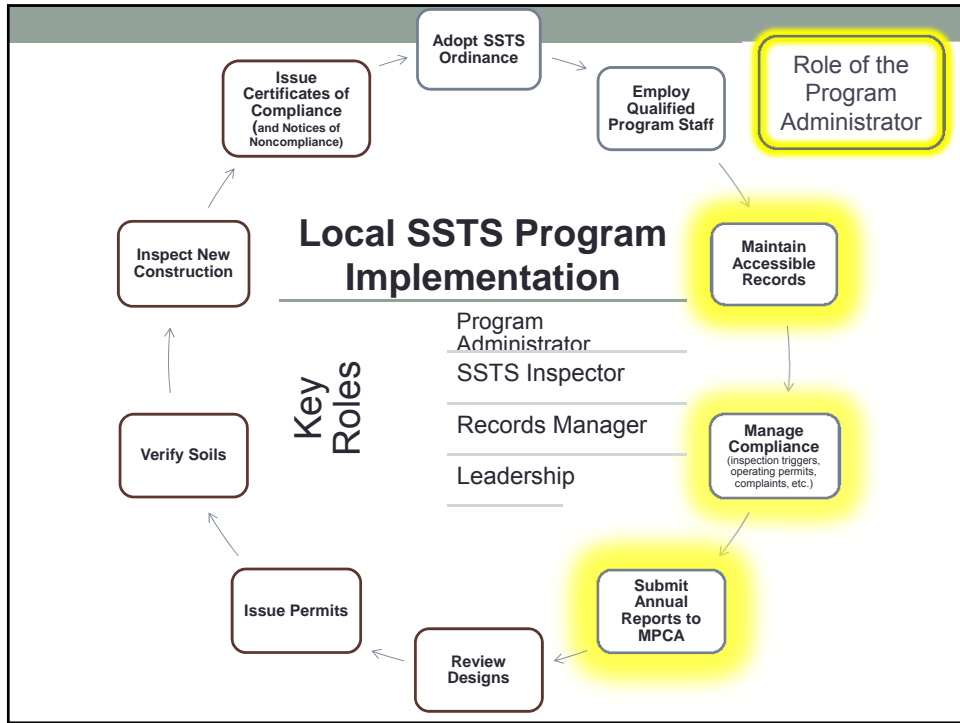 Adopt SSTS
Ordinance
Role of the
Program
Administrator
Issue
Certificates of
Compliance
(and Notices of
Noncompliance)
Employ
Qualified
Program Staff
Local SSTS Program
Implementation
Inspect New
Construction
Maintain
Accessible
Records
Key
Roles
Program
Administrator
SSTS Inspector
Records Manager
Leadership
Verify Soils
Manage
Compliance
(inspection triggers,
operating permits,
complaints, etc.)
Issue Permits
Submit
Annual
Reports to
MPCA
Review
Designs